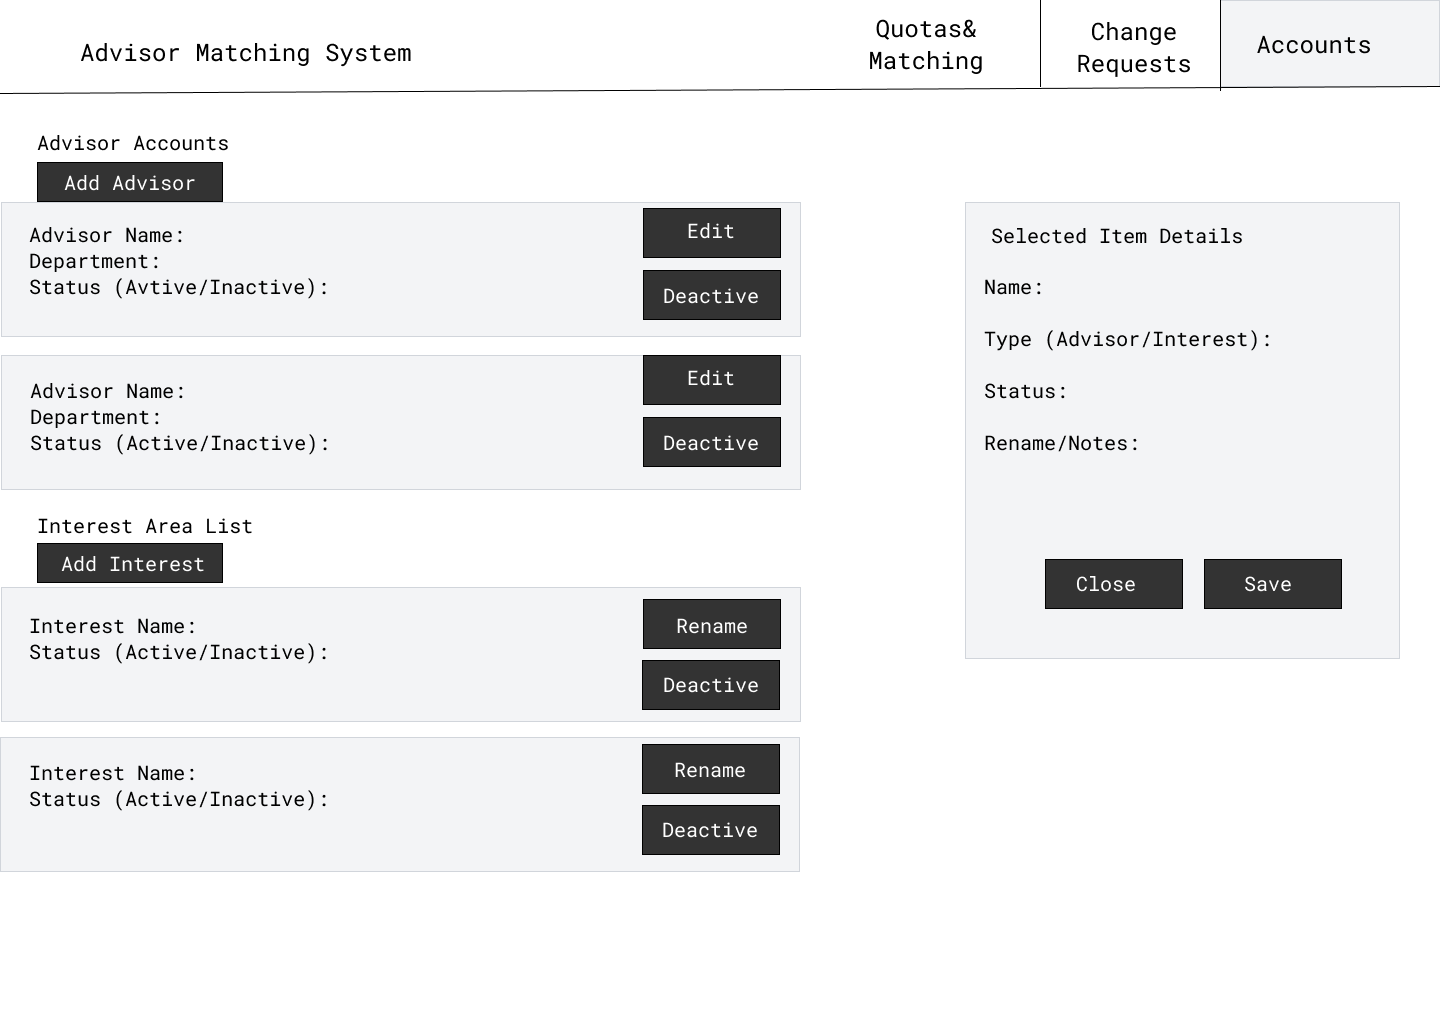 Advisor Matching System
Quotas&
Matching
Change
Requests
Accounts
Advisor Accounts
Add Advisor
Advisor Name:
Department:
Status (Avtive/Inactive):
Edit
Deactive
Advisor Name:
Department:
Status (Active/Inactive):
Edit
Deactive
Interest Area List
Add Interest
Interest Name:
Status (Active/Inactive):
Rename
Deactive
Interest Name:
Status (Active/Inactive):
Rename
Deactive
Selected Item Details
Name:
Type (Advisor/Interest):
Status:
Rename/Notes:
Close
Save